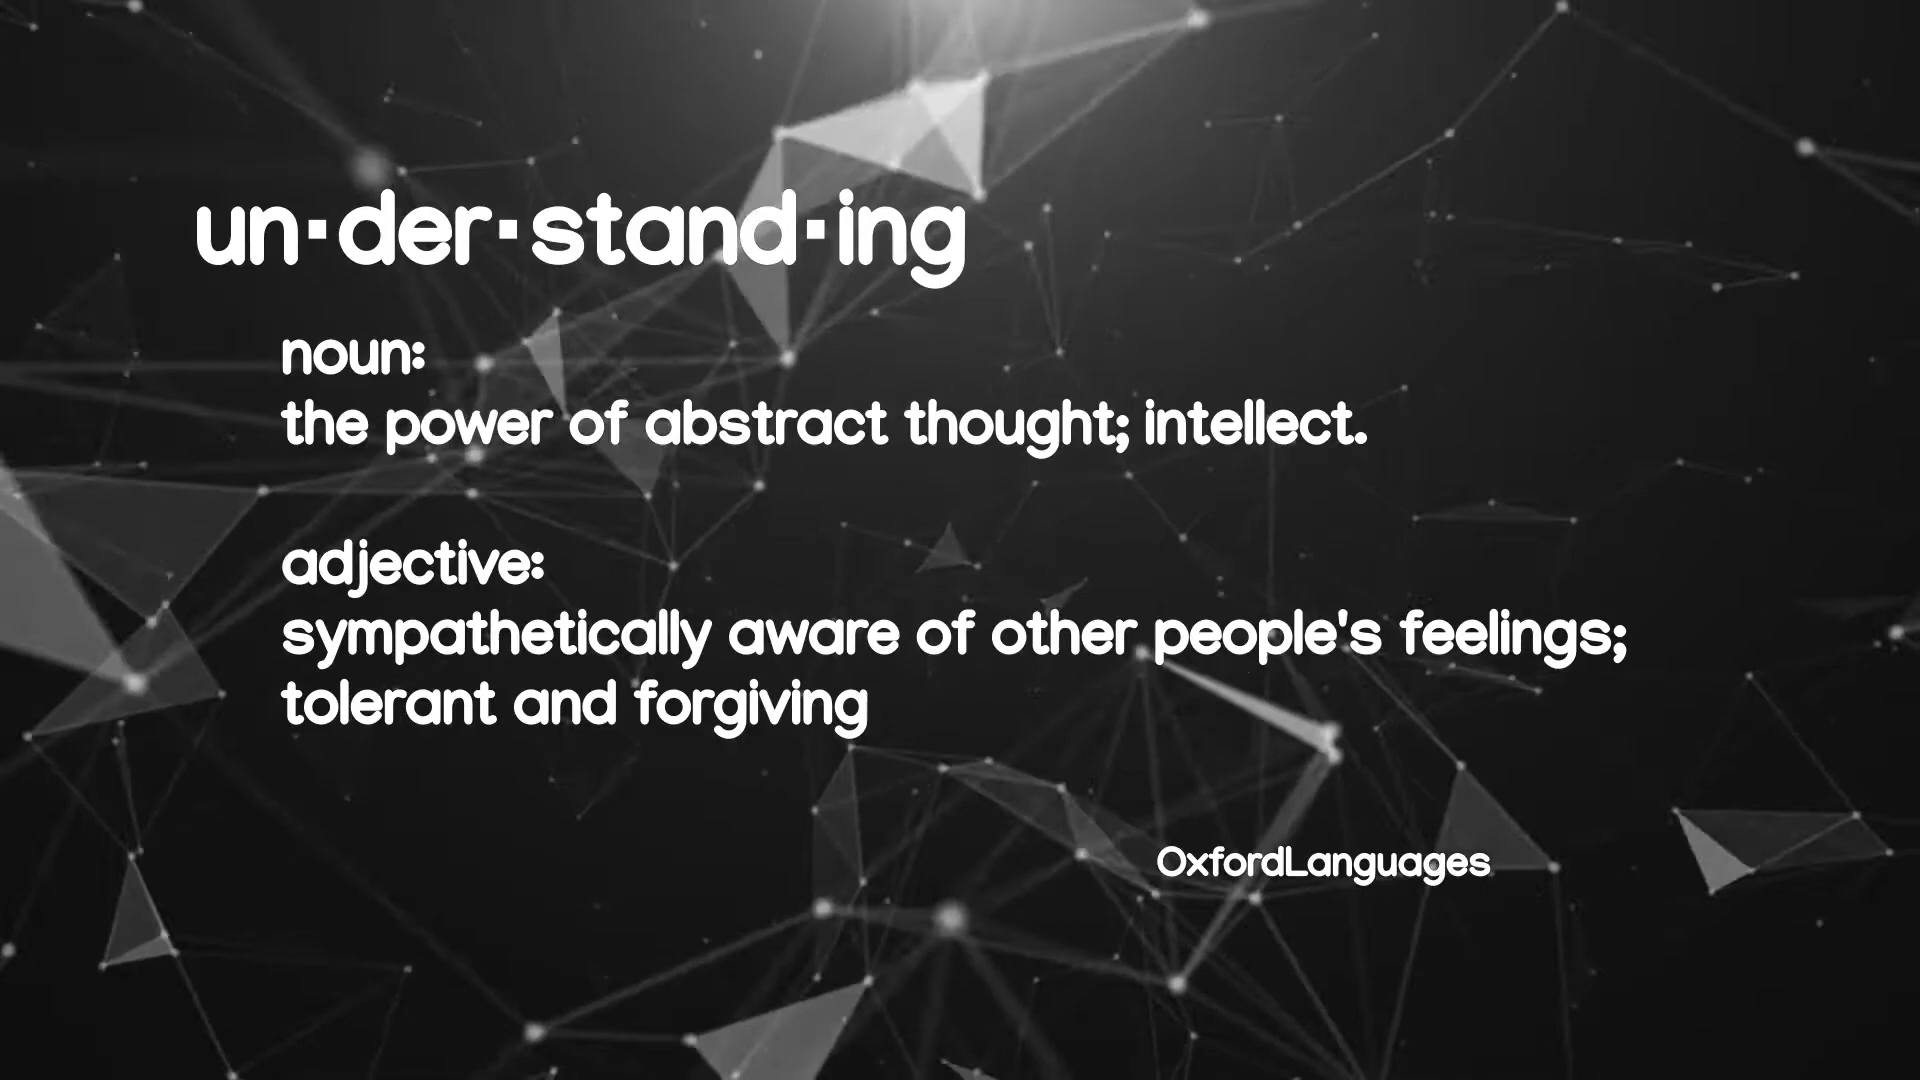 un·der·stand·ing
noun:
the power of abstract thought; intellect.
adjective:
sympathetically aware of other people's feelings;
tolerant and forgiving
OxfordLanguages